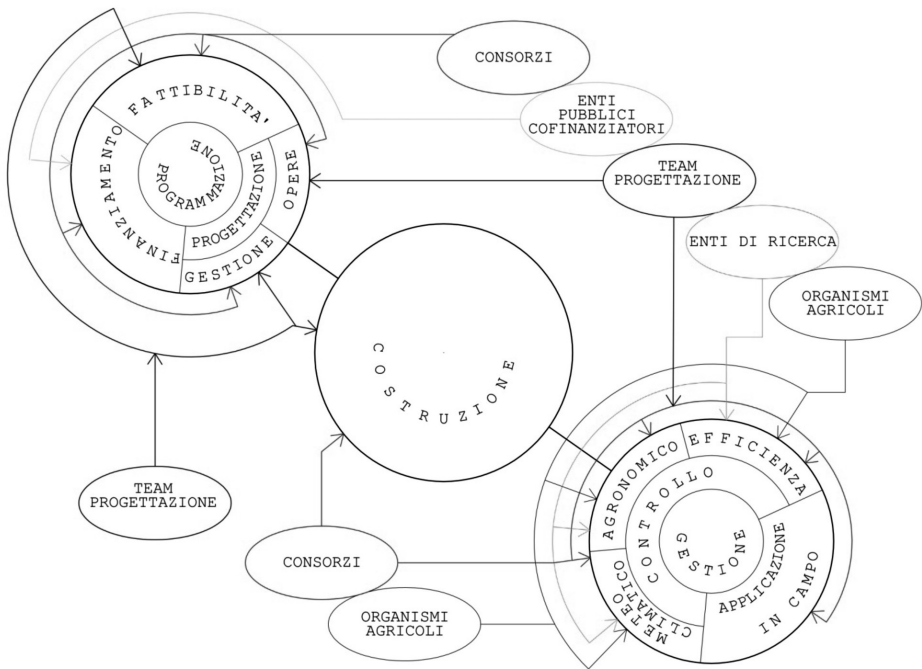 CONSORZI
ENTI
PUBBLICI
COFINANZIATORI
TEAM
PROGETTAZIONE
ENTI DI RICERCA
ORGANISMI
AGRICOLI
FATTIBILITA'
FINANZIAMENTO
PROGRAMMAZIONE
PROGETTAZIONE
OPERE
GESTIONE
COSTRUZIONE
TEAM
PROGETTAZIONE
CONSORZI
ORGANISMI
AGRICOLI
AGRONOMICO
EFFICIENZA
CONTROLLO
GESTIONE
APPLICAZIONE
IN CAMPO
METEO
CLIMATICO